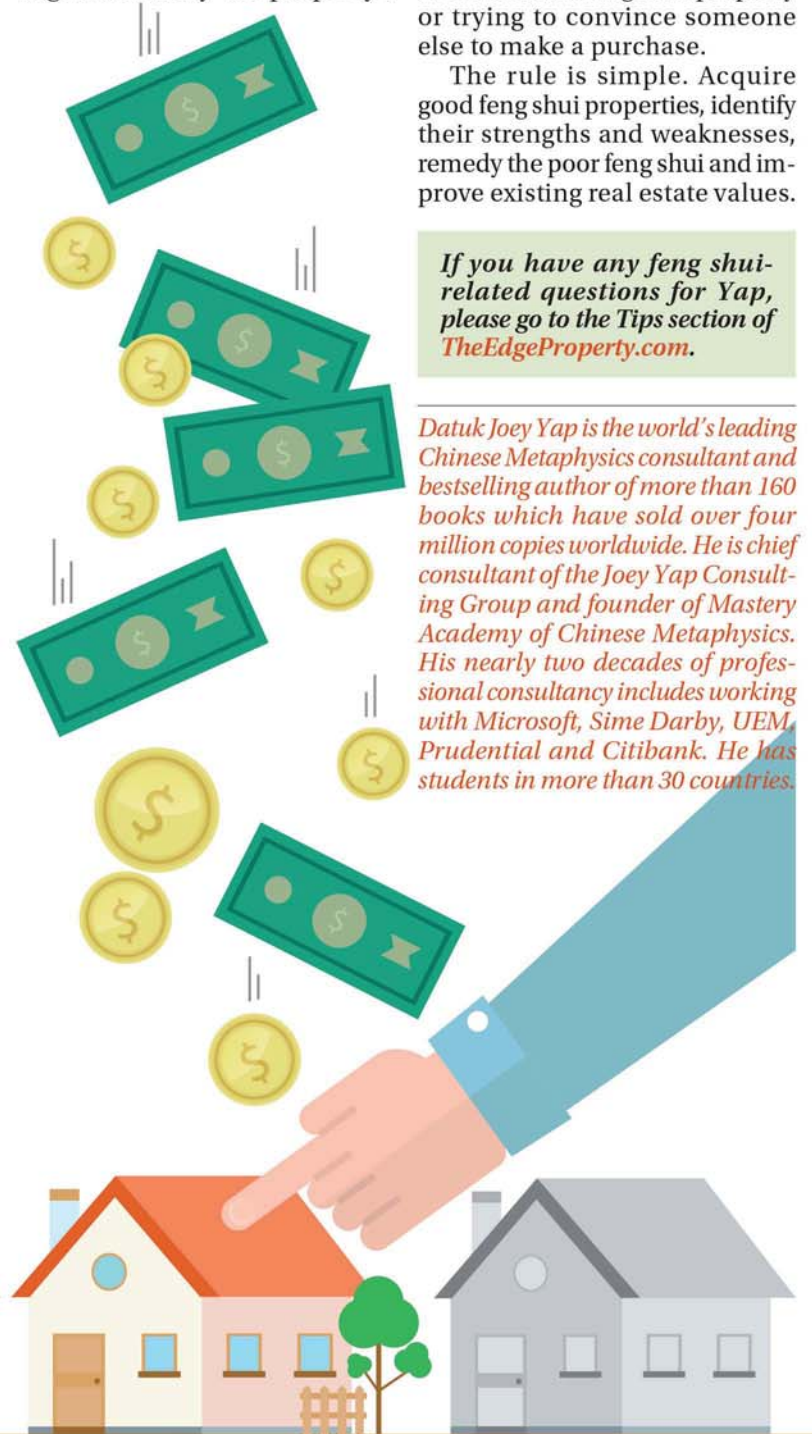 or trying to convince someone
else to make a purchase.
The rule is simple. Acquire
good feng shui properties, identify
their strengths and weaknesses,
remedy the poor feng shui and im-
prove existing real estate values.
If you have any feng shui-
related questions for Yap,
please go to the Tips section of
TheEdgeProperty.com.
Datuk Joey Yap is the world's leading
Chinese Metaphysics consultant and
bestselling author of more than 160
books which have sold over four
million copies worldwide. He is chief
consultant of the Joey Yap Consult-
ing Group and founder of Mastery
Academy of Chinese Metaphysics.
His nearly two decades of profes-
sional consultancy includes working
with Microsoft, Sime Darby, UEM,
Prudential and Citibank. He has
students in more than 30 countries.